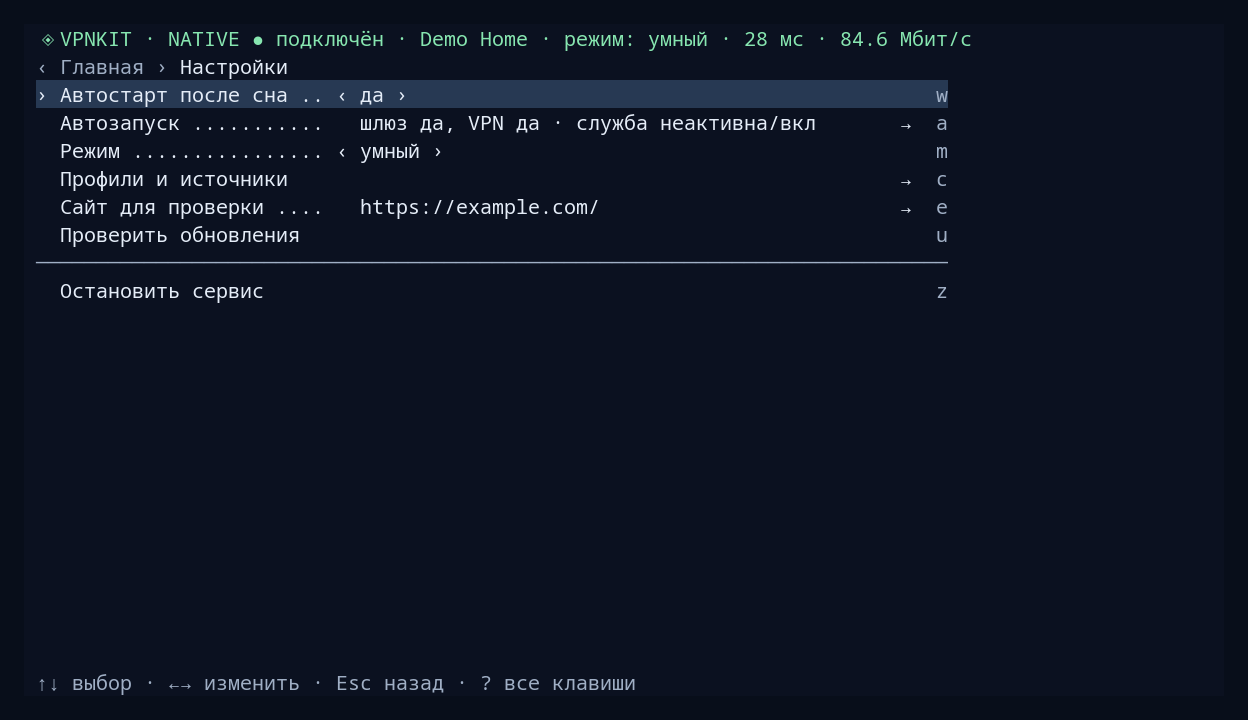 ◈ VPNKIT · NATIVE ● подключён · Demo Home · режим: умный · 28 мс · 84.6 Мбит/с
‹ Главная › Настройки
› Автостарт после сна .. ‹ да › w
Автозапуск ........... шлюз да, VPN да · служба неактивна/вкл → a
Режим ................ ‹ умный › m
Профили и источники → c
Сайт для проверки .... https://example.com/ → e
Проверить обновления u
Остановить сервис z
↑↓ выбор · ←→ изменить · Esc назад · ? все клавиши